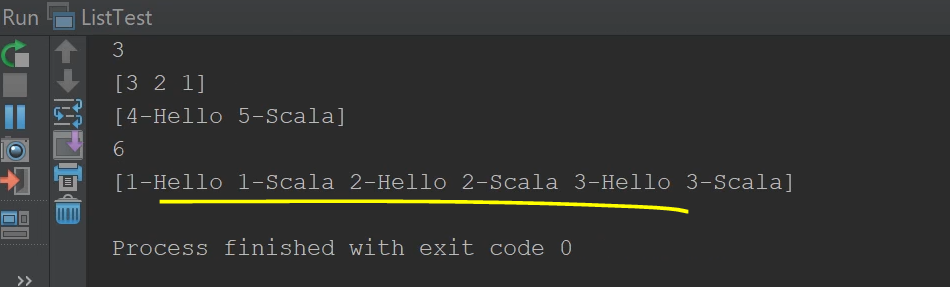 Run ListTest
3
[3 2 1]
[4-Hello 5-Scala]
6
[1-Hello 1-Scala 2-Hello 2-Scala 3-Hello 3-Scala]
Process finished with exit code 0